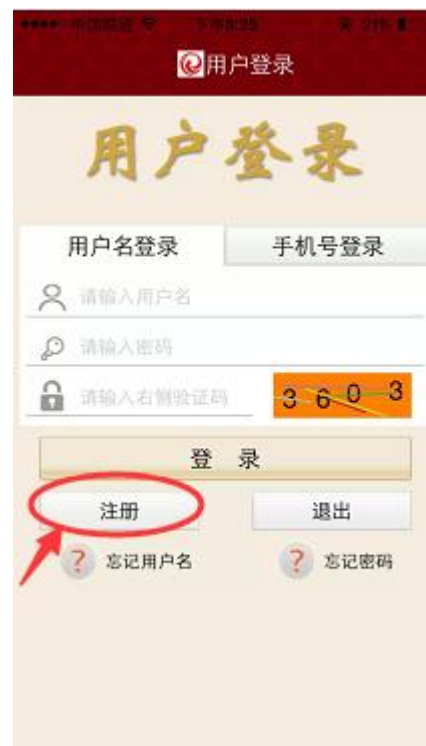 用户登录
用户登录
用户名登录 手机号登录
请输入用户名
请输入密码
请输入右侧验证码 3603
登 录
注册 退出
? 忘记用户名 ? 忘记密码